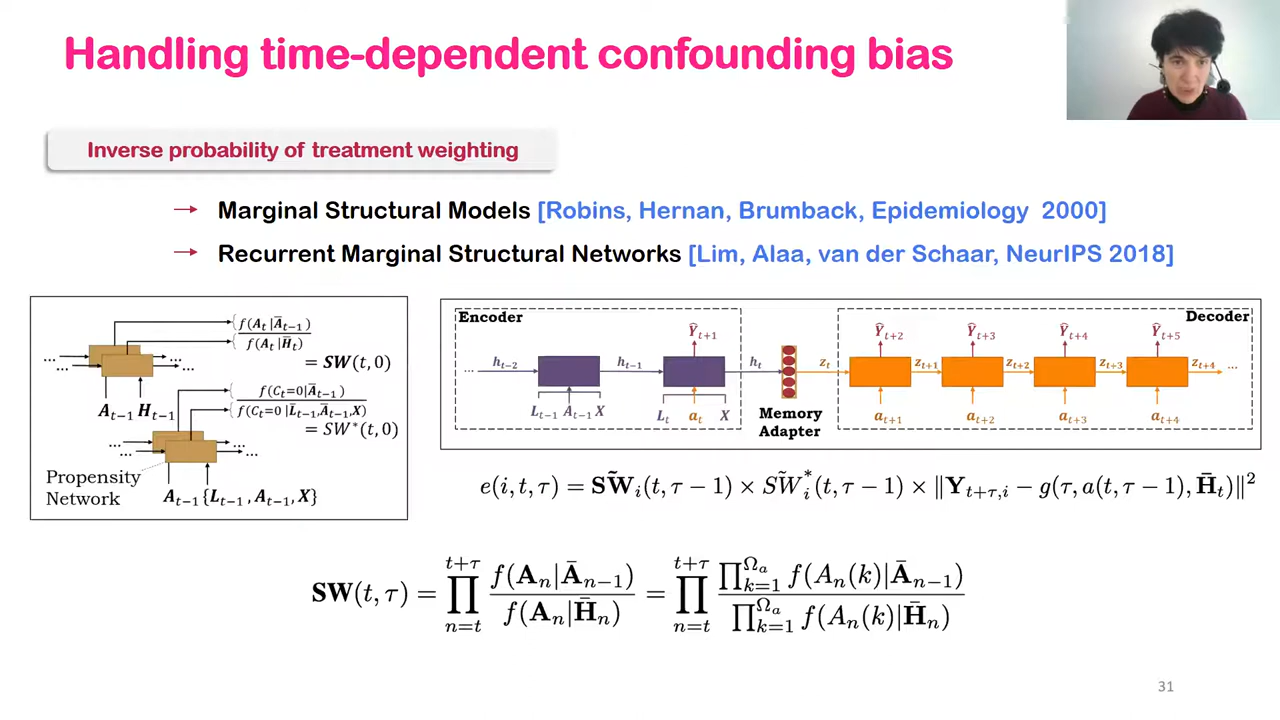 Handling time-dependent confounding bias
Inverse probability of treatment weighting
→ Marginal Structural Models [Robins, Hernan, Brumback, Epidemiology 2000]
→ Recurrent Marginal Structural Networks [Lim, Alaa, van der Schaar, NeurIPS 2018]
f(A_t|Ā_{t−1})
f(A_t|H̄_t)
= SW(t, 0)
A_{t−1} H_{t−1}
f(C_t=0|Ā_{t−1})
f(C_t=0 |L̄_{t−1},Ā_{t−1},X)
= SW*(t, 0)
Propensity
Network
A_{t−1} {L_{t−1}, A_{t−1}, X}
Encoder
Decoder
Ŷ_{t+1} Ŷ_{t+2} Ŷ_{t+3} Ŷ_{t+4} Ŷ_{t+5}
... h_{t−2} h_{t−1} h_t z_t z_{t+1} z_{t+2} z_{t+3} z_{t+4} ...
L_{t−1} A_{t−1} X L_t a_t X a_{t+1} a_{t+2} a_{t+3} a_{t+4}
Memory
Adapter
e(i, t, τ) = S̃W_i(t, τ − 1) × S̃W_i^*(t, τ − 1) × ‖Y_{t+τ,i} − g(τ, a(t, τ − 1), H̄_t)‖²
SW(t, τ) = ∏_{n=t}^{t+τ} f(A_n|Ā_{n−1}) / f(A_n|H̄_n) = ∏_{n=t}^{t+τ} ∏_{k=1}^{Ω_a} f(A_n(k)|Ā_{n−1}) / ∏_{k=1}^{Ω_a} f(A_n(k)|H̄_n)
31